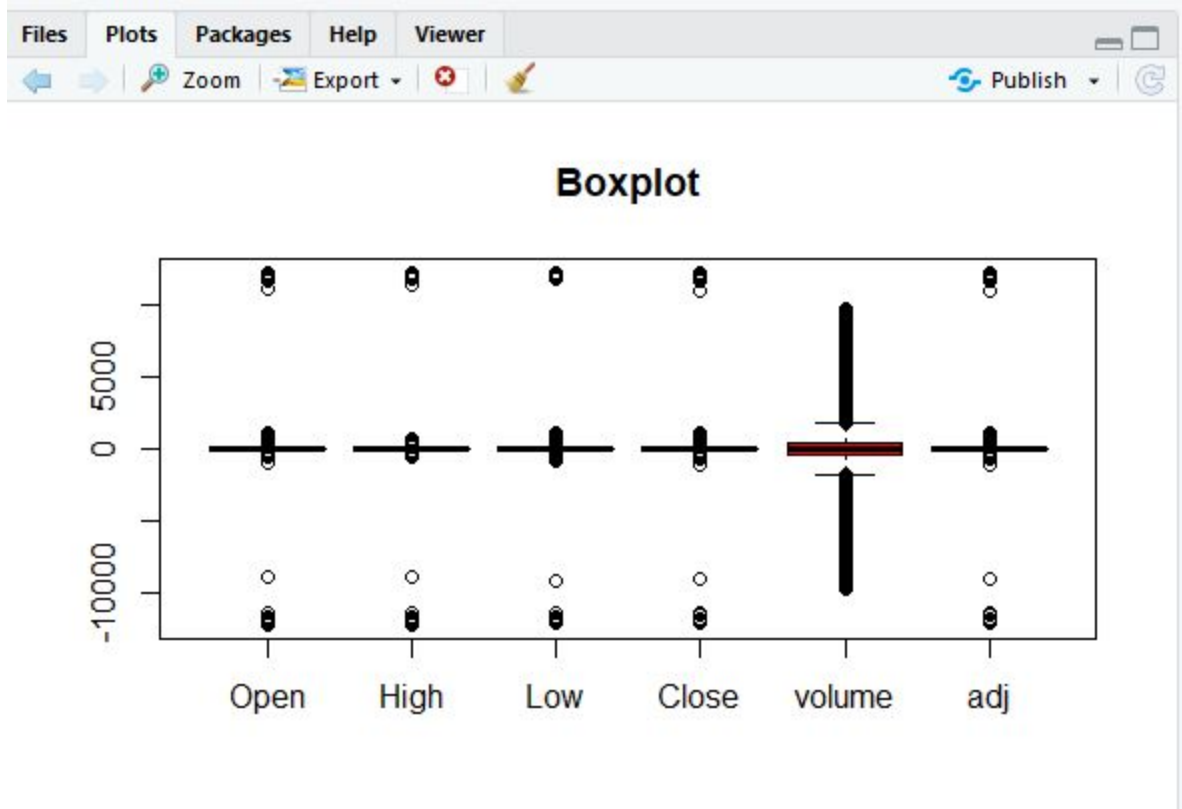 Files Plots Packages Help Viewer
Zoom Export Publish
Boxplot
5000
0
-10000
Open High Low Close volume adj